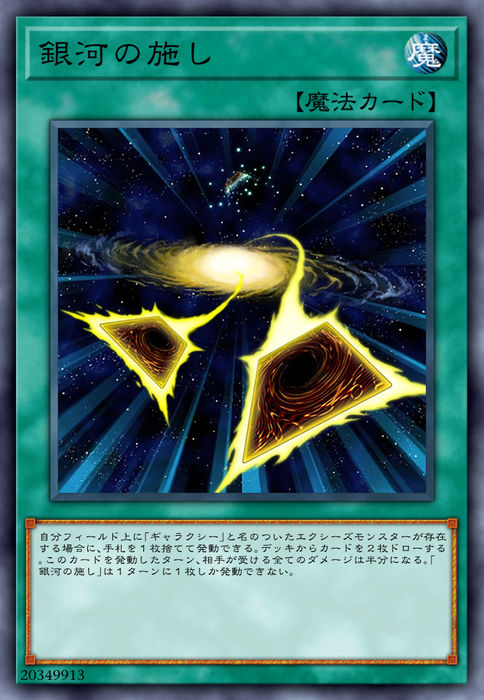 銀河の施し
魔
【魔法カード】
自分フィールド上に「ギャラクシー」と名のついたエクシーズモンスターが存在
する場合に、手札を１枚捨てて発動できる。デッキからカードを２枚ドローする
。このカードを発動したターン、相手が受ける全てのダメージは半分になる。「
銀河の施し」は１ターンに１枚しか発動できない。
20349913